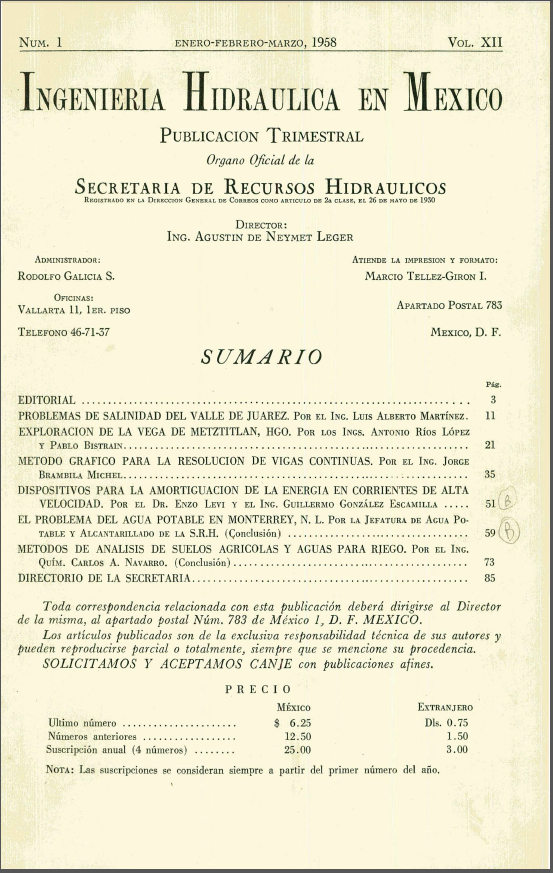 NUM. 1 ENERO-FEBRERO-MARZO, 1958 VOL. XII
INGENIERIA HIDRAULICA EN MEXICO
PUBLICACION TRIMESTRAL
Organo Oficial de la
SECRETARIA DE RECURSOS HIDRAULICOS
REGISTRADO EN LA DIRECCION GENERAL DE CORREOS COMO ARTICULO DE 2a CLASE, EL 26 DE MAYO DE 1930
DIRECTOR:
ING. AGUSTIN DE NEYMET LEGER
ADMINISTRADOR: ATIENDE LA IMPRESION Y FORMATO:
RODOLFO GALICIA S. MARCIO TELLEZ-GIRON I.
OFICINAS:
VALLARTA 11, 1ER. PISO APARTADO POSTAL 783
TELEFONO 46-71-37 MEXICO, D. F.
SUMARIO
Pág.
EDITORIAL ........ 3
PROBLEMAS DE SALINIDAD DEL VALLE DE JUAREZ. POR EL ING. LUIS ALBERTO MARTÍNEZ. 11
EXPLORACION DE LA VEGA DE METZTITLAN, HGO. POR LOS INGS. ANTONIO RÍOS LÓPEZ
Y PABLO BISTRAIN........ 21
METODO GRAFICO PARA LA RESOLUCION DE VIGAS CONTINUAS. POR EL ING. JORGE
BRAMBILA MICHEL........ 35
DISPOSITIVOS PARA LA AMORTIGUACION DE LA ENERGIA EN CORRIENTES DE ALTA
VELOCIDAD. POR EL DR. ENZO LEVI Y EL ING. GUILLERMO GONZÁLEZ ESCAMILLA ..... 51 B
EL PROBLEMA DEL AGUA POTABLE EN MONTERREY, N. L. POR LA JEFATURA DE AGUA PO-
TABLE Y ALCANTARILLADO DE LA S.R.H. (Conclusión) ........ 59 B
METODOS DE ANALISIS DE SUELOS AGRICOLAS Y AGUAS PARA RIEGO. POR EL ING.
QUÍM. CARLOS A. NAVARRO. (Conclusión) ........ 73
DIRECTORIO DE LA SECRETARIA........ 85
Toda correspondencia relacionada con esta publicación deberá dirigirse al Director
de la misma, al apartado postal Núm. 783 de México 1, D. F. MEXICO.
Los artículos publicados son de la exclusiva responsabilidad técnica de sus autores y
pueden reproducirse parcial o totalmente, siempre que se mencione su procedencia.
SOLICITAMOS Y ACEPTAMOS CANJE con publicaciones afines.
PRECIO
MÉXICO EXTRANJERO
Ultimo número ........ $ 6.25 Dls. 0.75
Números anteriores ........ 12.50 1.50
Suscripción anual (4 números) ........ 25.00 3.00
NOTA: Las suscripciones se consideran siempre a partir del primer número del año.